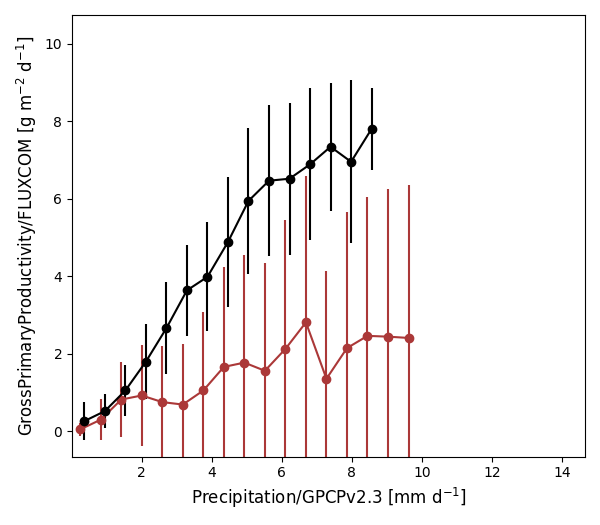 GrossPrimaryProductivity/FLUXCOM [g m⁻² d⁻¹]
10
8
6
4
2
0
2 4 6 8 10 12 14
Precipitation/GPCPv2.3 [mm d⁻¹]